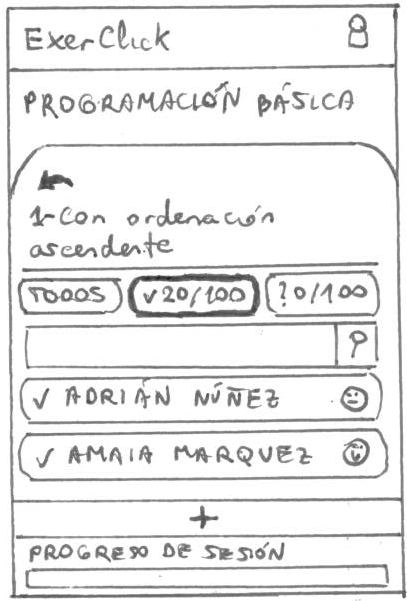 ExerClick
PROGRAMACIÓN BÁSICA
1-Con ordenación
ascendente
TODOS ✓20/100 ? 0/100
✓ ADRIÁN NÚÑEZ
✓ AMAIA MARQUEZ
+
PROGRESO DE SESIÓN